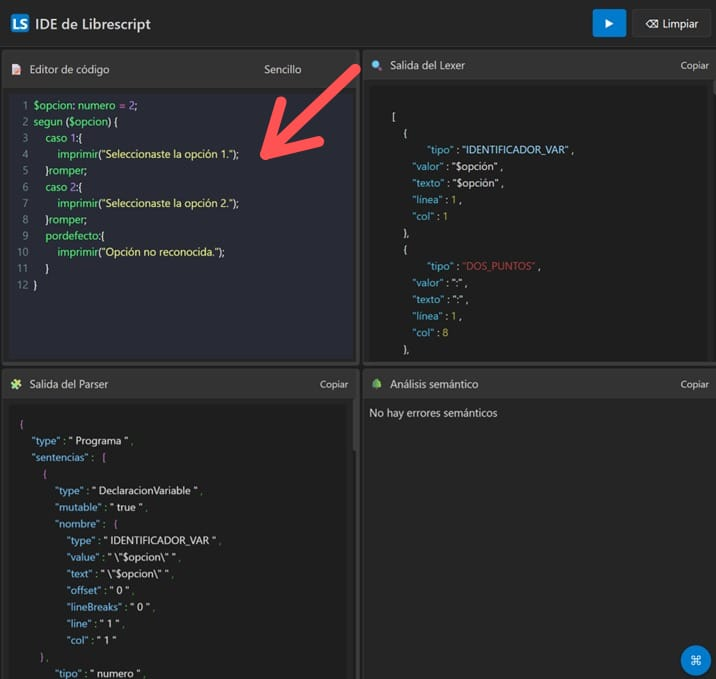 LS IDE de Librescript
Limpiar
Editor de código
Sencillo
1 $opcion: numero = 2;
2 segun ($opcion) {
3 caso 1:{
4 imprimir("Seleccionaste la opción 1.");
5 }romper;
6 caso 2:{
7 imprimir("Seleccionaste la opción 2.");
8 }romper;
9 pordefecto:{
10 imprimir("Opción no reconocida.");
11 }
12 }
Salida del Lexer
Copiar
[
{
"tipo" : "IDENTIFICADOR_VAR" ,
"valor" : "$opción" ,
"texto" : "$opción" ,
"línea" : 1 ,
"col" : 1
},
{
"tipo" : "DOS_PUNTOS" ,
"valor" : ":" ,
"texto" : ":" ,
"línea" : 1 ,
"col" : 8
},
Salida del Parser
Copiar
{
"type" : " Programa " ,
"sentencias" : [
{
"type" : " DeclaracionVariable " ,
"mutable" : " true " ,
"nombre" : {
"type" : " IDENTIFICADOR_VAR " ,
"value" : " \"$opcion\" " ,
"text" : " \"$opcion\" " ,
"offset" : " 0 " ,
"lineBreaks" : " 0 " ,
"line" : " 1 " ,
"col" : " 1 "
} ,
"tipo" : " numero " ,
Análisis semántico
Copiar
No hay errores semánticos